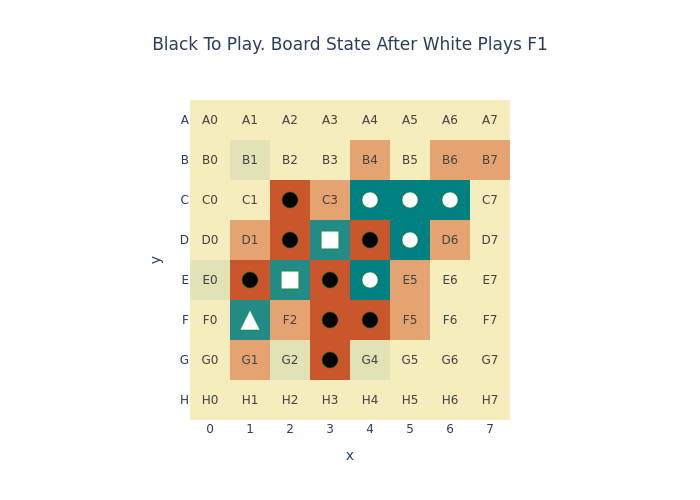 Black To Play. Board State After White Plays F1
A A0 A1 A2 A3 A4 A5 A6 A7
B B0 B1 B2 B3 B4 B5 B6 B7
C C0 C1 C3 C7
D D0 D1 D6 D7
E E0 E5 E6 E7
F F0 F2 F5 F6 F7
G G0 G1 G2 G4 G5 G6 G7
H H0 H1 H2 H3 H4 H5 H6 H7
0 1 2 3 4 5 6 7
x
y